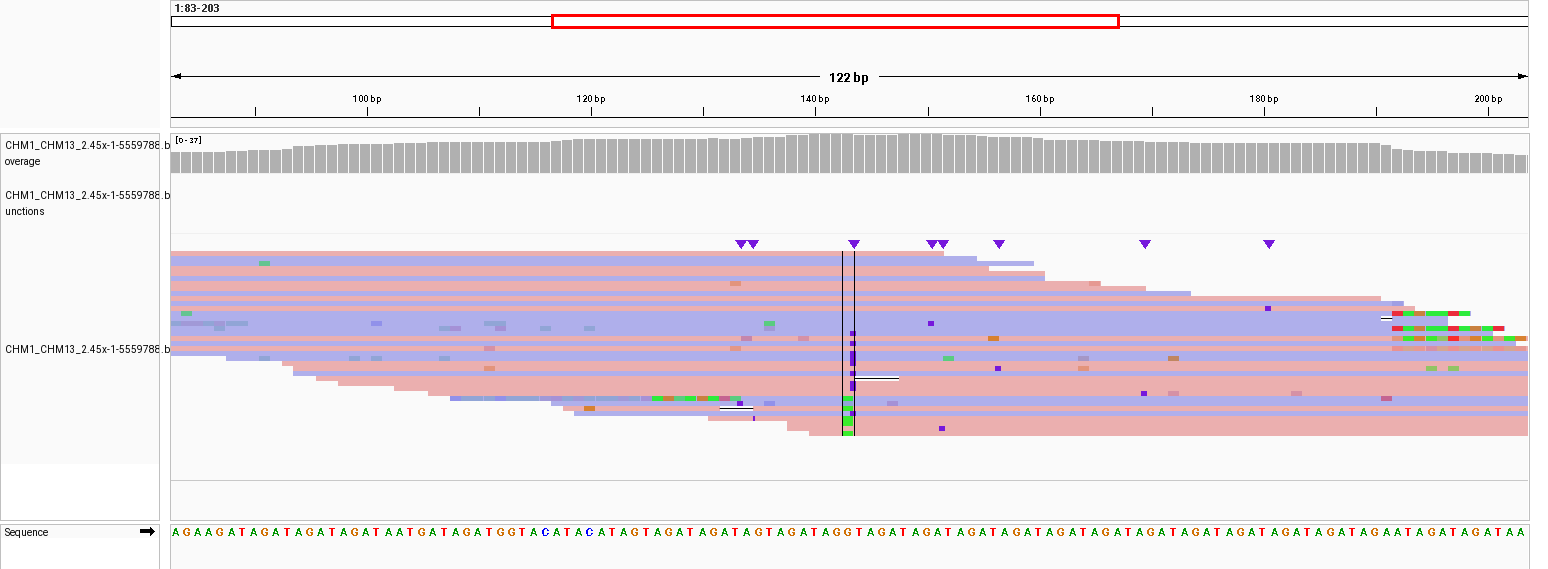 1:83-203
122 bp
100 bp 120 bp 140 bp 160 bp 180 bp 200 bp
[0 - 37]
CHM1_CHM13_2.45x-1-5559788.b
overage
CHM1_CHM13_2.45x-1-5559788.b
unctions
CHM1_CHM13_2.45x-1-5559788.b
Sequence
A G A A G A T A G A T A G A T A G A T A A T G A T A G A T G G T A C A T A C A T A G T A G A T A G A T A G T A G A T A G G T A G A T A G A T A G A T A G A T A G A T A G A T A G A T A G A T A G A T A G A T A G A T A G A A T A G A T A G A T A A